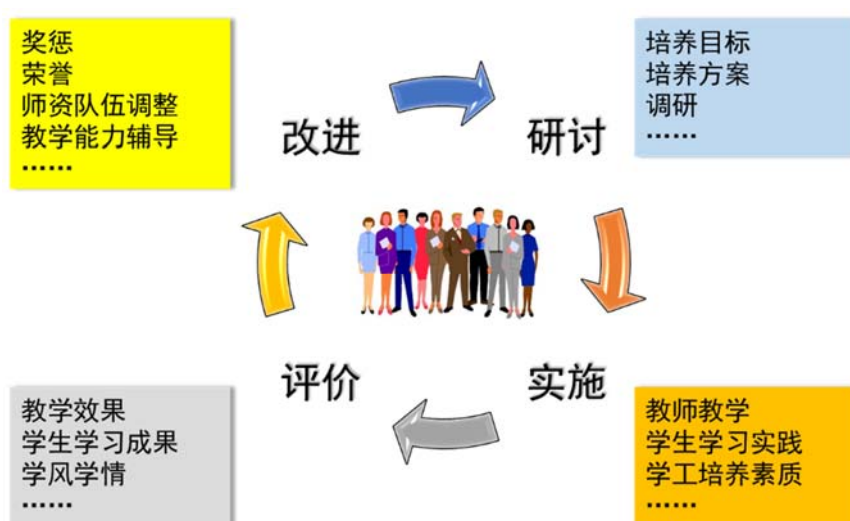 奖惩
荣誉
师资队伍调整
教学能力辅导
……
改进
研讨
培养目标
培养方案
调研
……
评价
实施
教学效果
学生学习成果
学风学情
……
教师教学
学生学习实践
学工培养素质
……